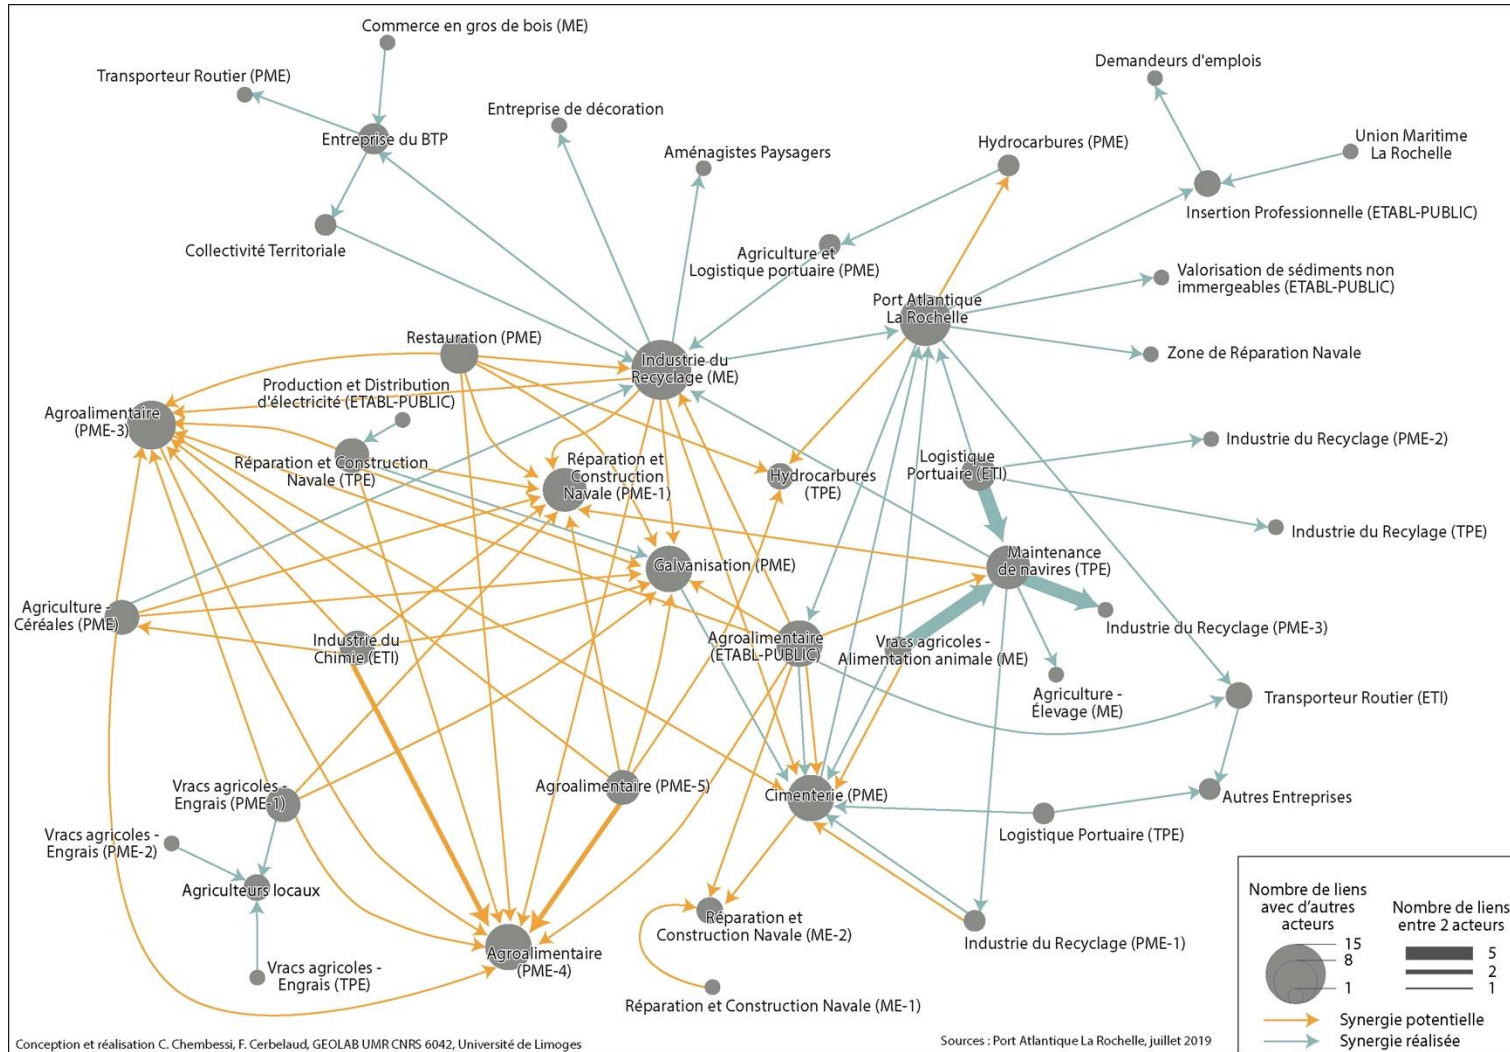 Commerce en gros de bois (ME)
Transporteur Routier (PME)
Entreprise du BTP
Entreprise de décoration
Aménagistes Paysagers
Collectivité Territoriale
Demandeurs d'emplois
Hydrocarbures (PME)
Union Maritime
La Rochelle
Insertion Professionnelle (ETABL-PUBLIC)
Agriculture et
Logistique portuaire (PME)
Valorisation de sédiments non
immergeables (ETABL-PUBLIC)
Port Atlantique
La Rochelle
Zone de Réparation Navale
Restauration (PME)
Industrie du
Recyclage (ME)
Production et Distribution
d'électricité (ETABL-PUBLIC)
Agroalimentaire
(PME-3)
Réparation et Construction
Navale (TPE)
Réparation et
Construction
Navale (PME-1)
Hydrocarbures
(TPE)
Logistique
Portuaire (ETI)
Industrie du Recyclage (PME-2)
Industrie du Recylage (TPE)
Galvanisation (PME)
Maintenance
de navires (TPE)
Agriculture -
Céréales (PME)
Industrie du
Chimie (ETI)
Agroalimentaire
(ETABL-PUBLIC)
Vracs agricoles -
Alimentation animale (ME)
Industrie du Recyclage (PME-3)
Agriculture -
Élevage (ME)
Transporteur Routier (ETI)
Vracs agricoles -
Engrais (PME-1)
Agroalimentaire (PME-5)
Cimenterie (PME)
Autres Entreprises
Logistique Portuaire (TPE)
Vracs agricoles -
Engrais (PME-2)
Agriculteurs locaux
Réparation et
Construction Navale (ME-2)
Industrie du Recyclage (PME-1)
Agroalimentaire
(PME-4)
Vracs agricoles -
Engrais (TPE)
Réparation et Construction Navale (ME-1)
Nombre de liens
avec d'autres
acteurs
15
8
1
Nombre de liens
entre 2 acteurs
5
2
1
Synergie potentielle
Synergie réalisée
Conception et réalisation C. Chembessi, F. Cerbelaud, GEOLAB UMR CNRS 6042, Université de Limoges
Sources : Port Atlantique La Rochelle, juillet 2019